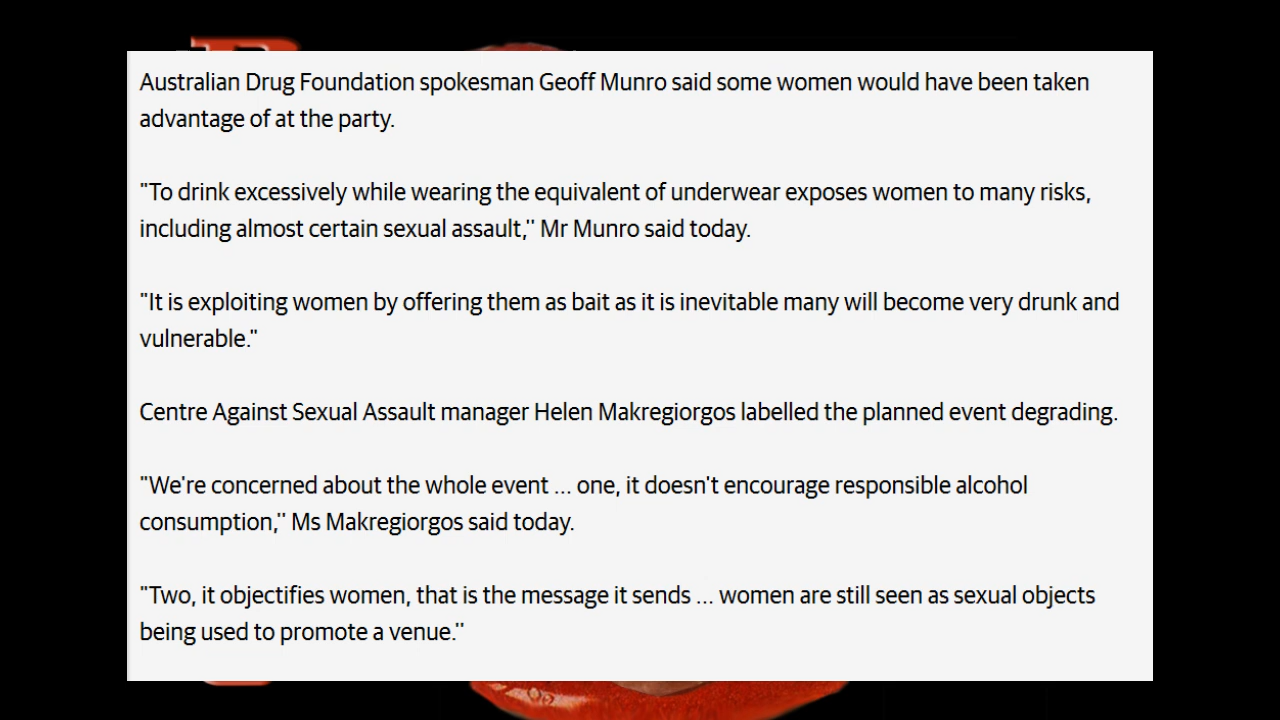 Australian Drug Foundation spokesman Geoff Munro said some women would have been taken
advantage of at the party.
"To drink excessively while wearing the equivalent of underwear exposes women to many risks,
including almost certain sexual assault,'' Mr Munro said today.
"It is exploiting women by offering them as bait as it is inevitable many will become very drunk and
vulnerable."
Centre Against Sexual Assault manager Helen Makregiorgos labelled the planned event degrading.
"We're concerned about the whole event ... one, it doesn't encourage responsible alcohol
consumption,'' Ms Makregiorgos said today.
"Two, it objectifies women, that is the message it sends ... women are still seen as sexual objects
being used to promote a venue.''